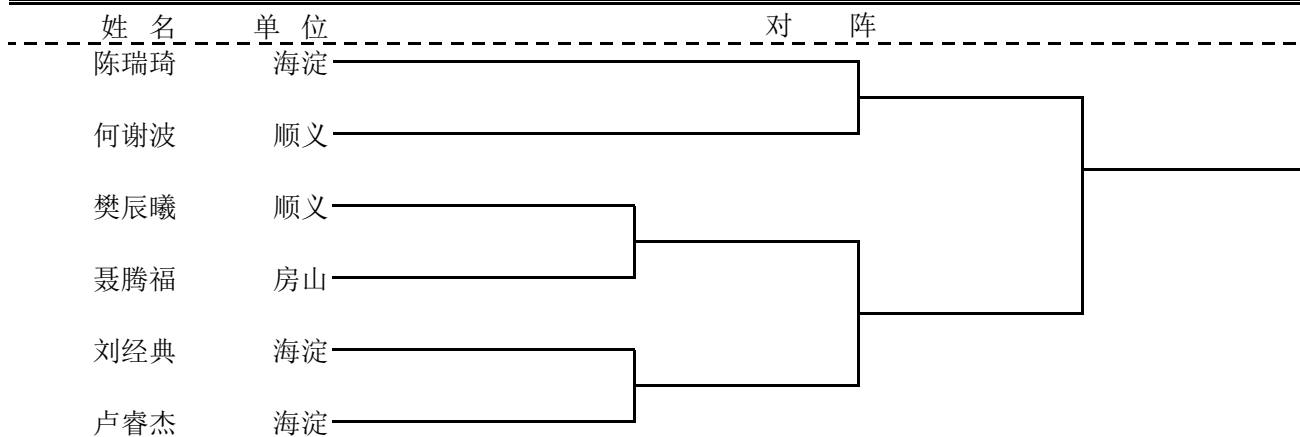 姓 名 单 位 对 阵
陈瑞琦 海淀
何谢波 顺义
樊辰曦 顺义
聂腾福 房山
刘经典 海淀
卢睿杰 海淀